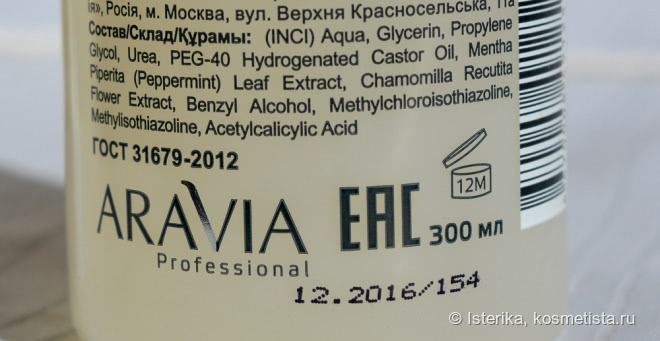 ія", Росія, м. Москва, вул. Верхня Красносельська, 11а
Состав/Склад/Құрамы: (INCI) Aqua, Glycerin, Propylene
Glycol, Urea, PEG-40 Hydrogenated Castor Oil, Mentha
Piperita (Peppermint) Leaf Extract, Chamomilla Recutita
Flower Extract, Benzyl Alcohol, Methylchloroisothiazoline,
Methylisothiazoline, Acetylcalicylic Acid
ГОСТ 31679-2012
12M
ARAVIA
Professional
EAC 300 мл
12.2016/154
© Isterika, kosmetista.ru